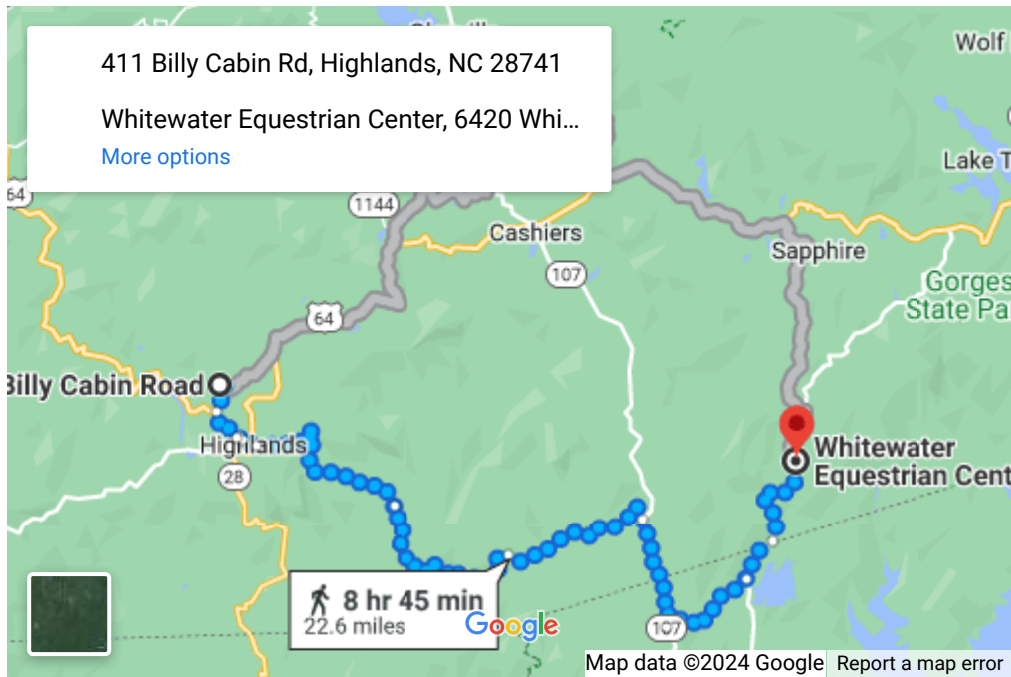 411 Billy Cabin Rd, Highlands, NC 28741
Whitewater Equestrian Center, 6420 Whi...
More options
Wolf
64
1144
Lake T
Cashiers
Sapphire
107
Gorges
State Pa
64
Billy Cabin Road
Highlands
28
Whitewater
Equestrian Cent
8 hr 45 min
22.6 miles
Google
107
Map data ©2024 Google
Report a map error